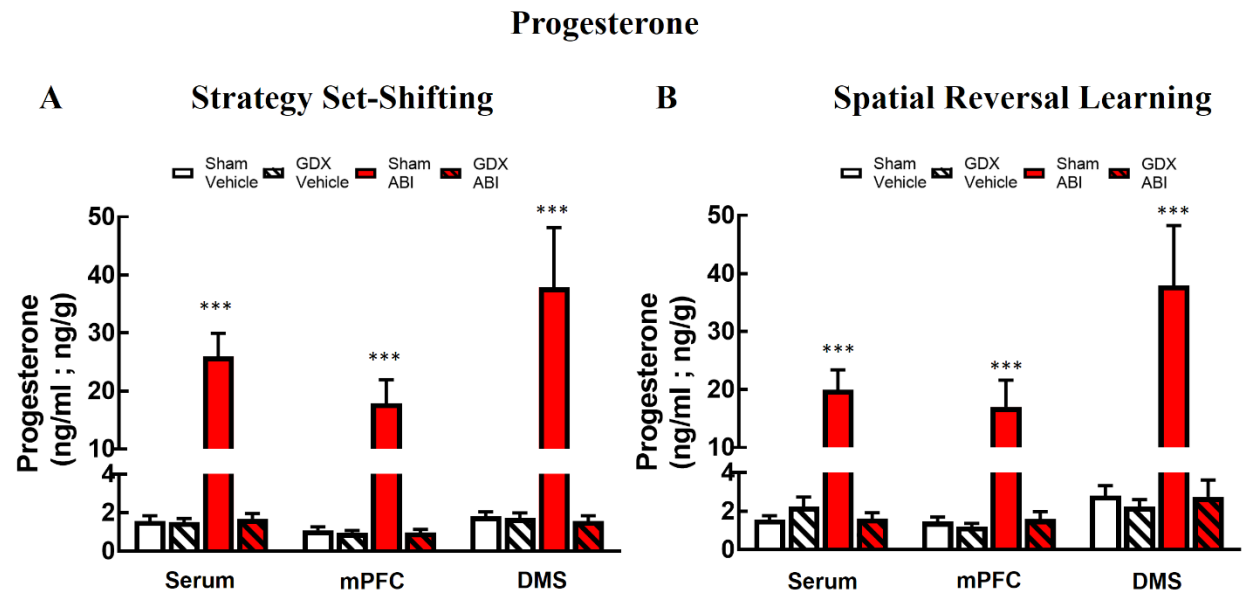 Progesterone
A Strategy Set-Shifting
B Spatial Reversal Learning
Sham Vehicle
GDX Vehicle
Sham ABI
GDX ABI
Progesterone
(ng/ml ; ng/g)
50
40
30
20
10
4
2
0
***
***
***
Serum mPFC DMS
Sham Vehicle
GDX Vehicle
Sham ABI
GDX ABI
Progesterone
(ng/ml ; ng/g)
50
40
30
20
10
4
2
0
***
***
***
Serum mPFC DMS